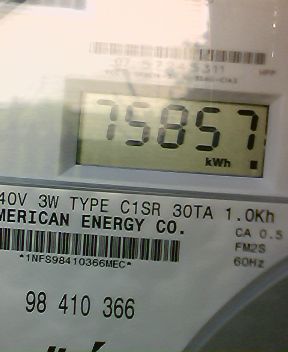 75857
kWh
40V 3W TYPE C1SR 30TA 1.0Kh
MERICAN ENERGY CO.
CA 0.5
*1NFS98410366MEC*
FM2S
60Hz
98 410 366